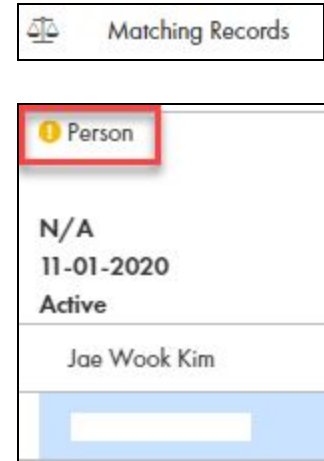 Matching Records
Person
N/A
11-01-2020
Active
Jae Wook Kim